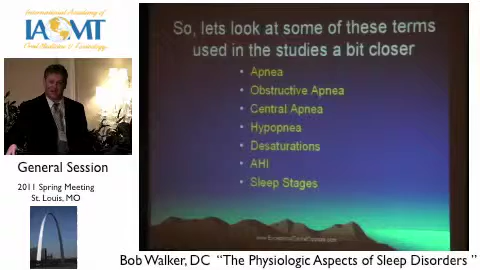 International Academy of
IAOMT
Oral Medicine & Toxicology
So, lets look at some of these terms
used in the studies a bit closer
• Apnea
• Obstructive Apnea
• Central Apnea
• Hypopnea
• Desaturations
• AHI
• Sleep Stages
General Session
2011 Spring Meeting
St. Louis, MO
Bob Walker, DC “The Physiologic Aspects of Sleep Disorders ”